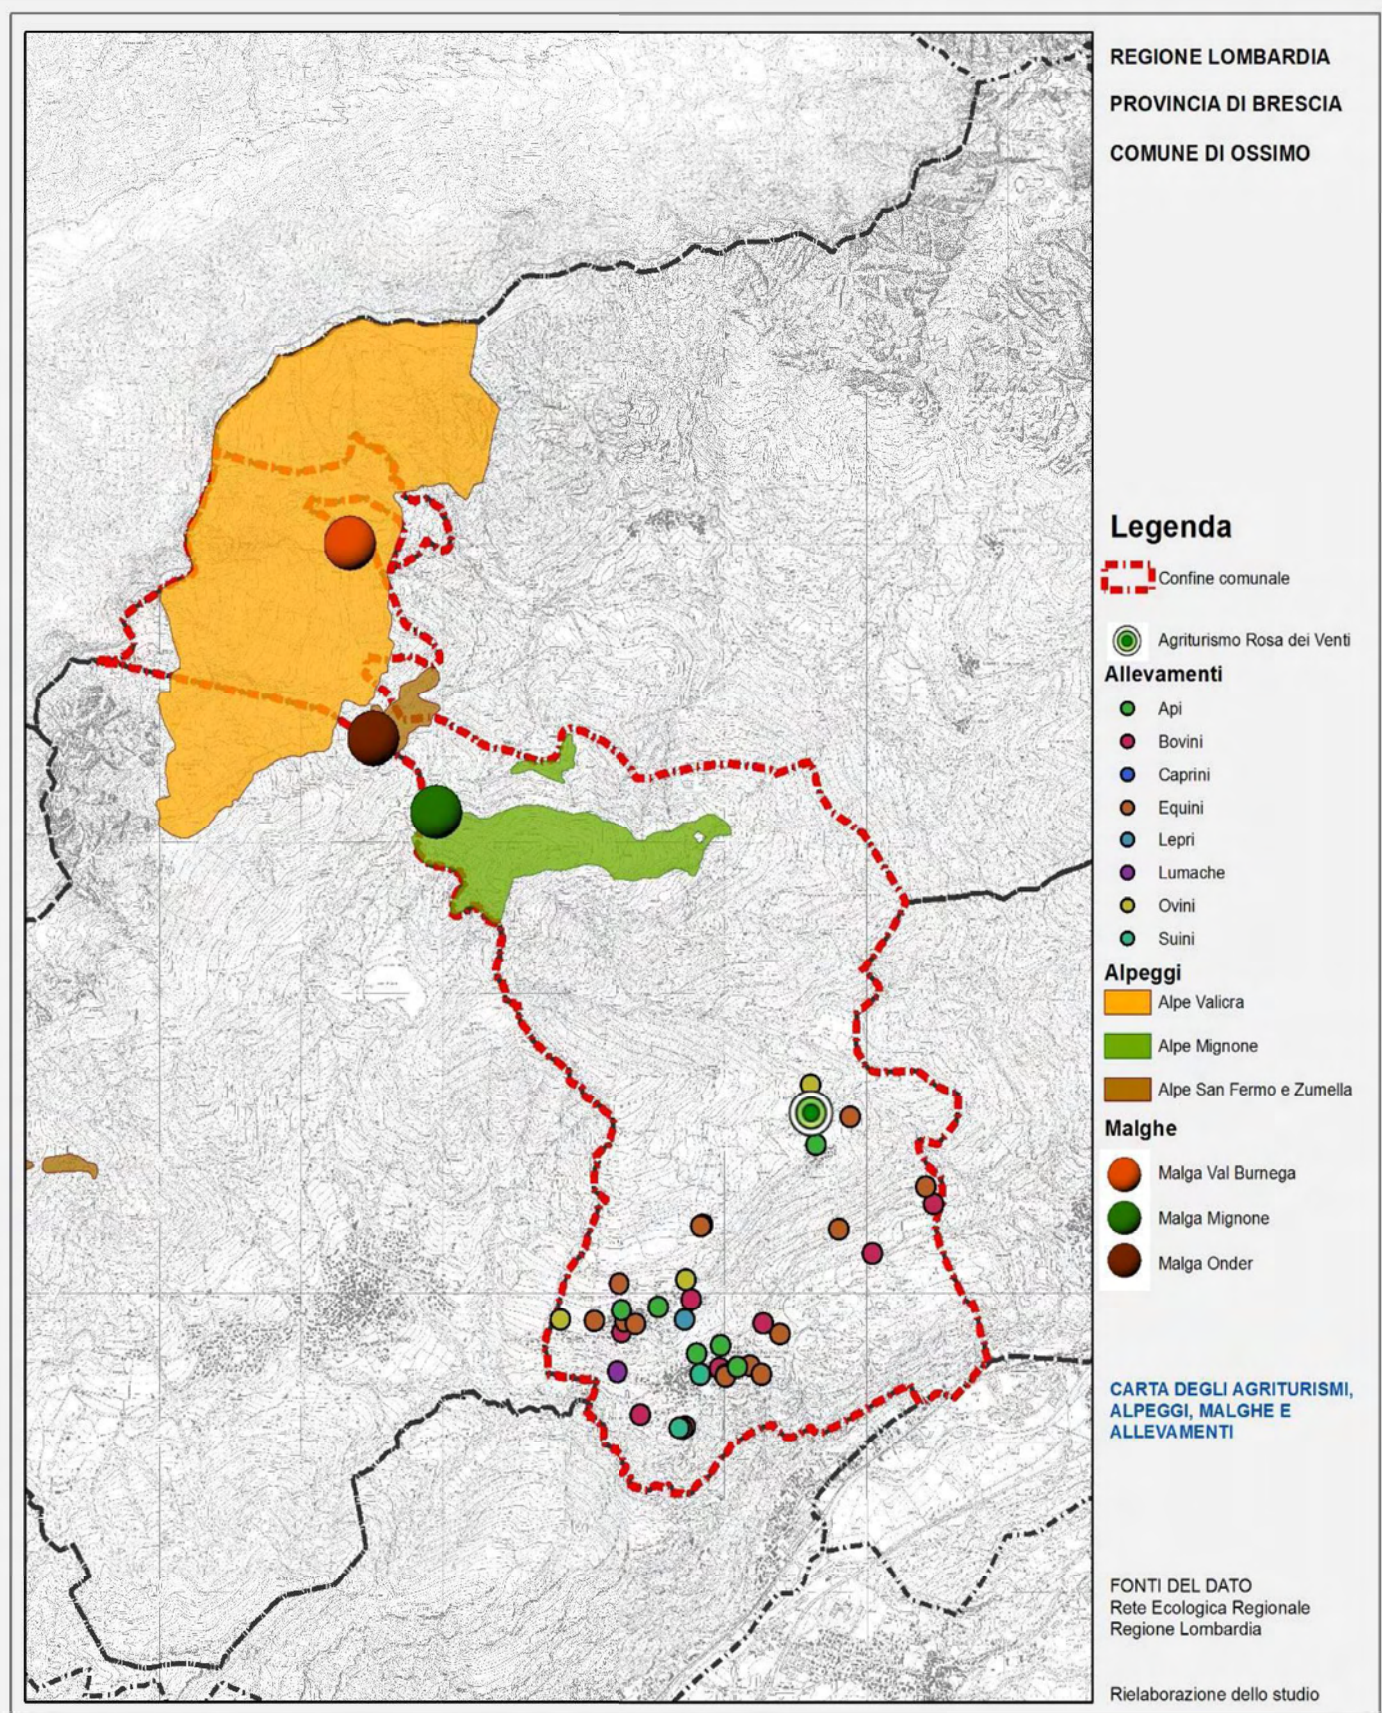 REGIONE LOMBARDIA
PROVINCIA DI BRESCIA
COMUNE DI OSSIMO
Legenda
Confine comunale
Agriturismo Rosa dei Venti
Allevamenti
Api
Bovini
Caprini
Equini
Lepri
Lumache
Ovini
Suini
Alpeggi
Alpe Valicra
Alpe Mignone
Alpe San Fermo e Zumella
Malghe
Malga Val Burnega
Malga Mignone
Malga Onder
CARTA DEGLI AGRITURISMI,
ALPEGGI, MALGHE E
ALLEVAMENTI
FONTI DEL DATO
Rete Ecologica Regionale
Regione Lombardia
Rielaborazione dello studio